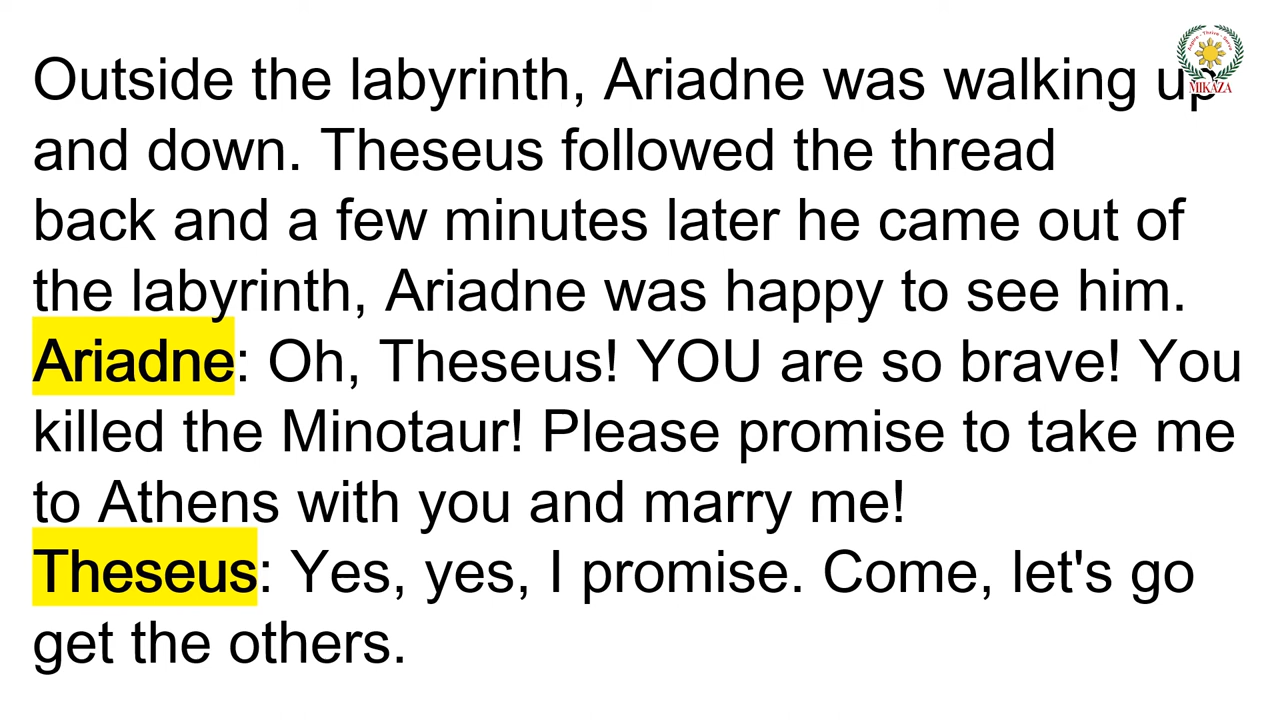 Outside the labyrinth, Ariadne was walking up
and down. Theseus followed the thread
back and a few minutes later he came out of
the labyrinth, Ariadne was happy to see him.
Ariadne: Oh, Theseus! YOU are so brave! You
killed the Minotaur! Please promise to take me
to Athens with you and marry me!
Theseus: Yes, yes, I promise. Come, let's go
get the others.
MIKAZA